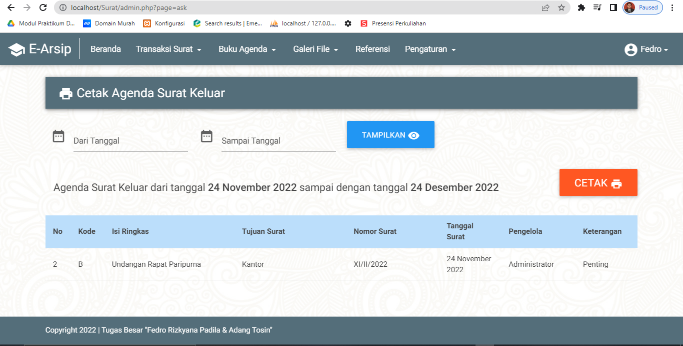 localhost/Surat/admin.php?page=ask
Paused
Modul Praktikum D... Domain Murah Konfigurasi Search results | Eme... localhost / 127.0.0.... Presensi Perkuliahan
E-Arsip Beranda Transaksi Surat Buku Agenda Galeri File Referensi Pengaturan Fedro
Cetak Agenda Surat Keluar
Dari Tanggal Sampai Tanggal TAMPILKAN
Agenda Surat Keluar dari tanggal 24 November 2022 sampai dengan tanggal 24 Desember 2022 CETAK
No Kode Isi Ringkas Tujuan Surat Nomor Surat Tanggal Surat Pengelola Keterangan
2 B Undangan Rapat Paripurna Kantor XI/II/2022 24 November 2022 Administrator Penting
Copyright 2022 | Tugas Besar "Fedro Rizkyana Padila & Adang Tosin"